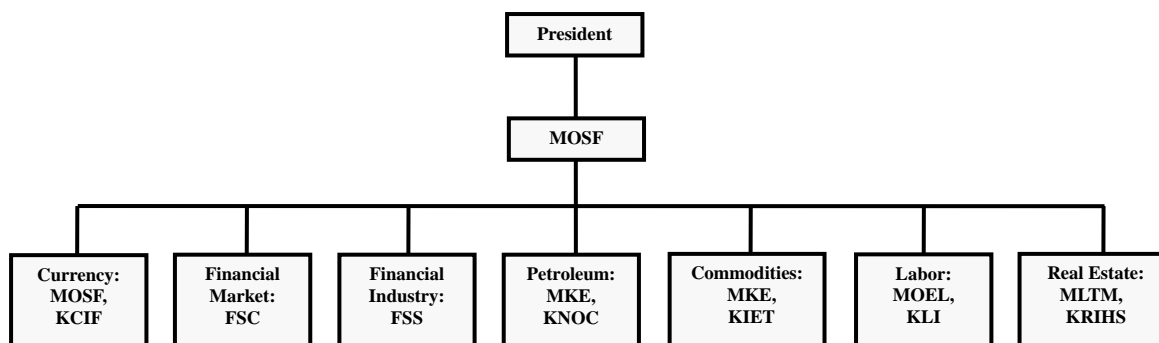 President
MOSF
Currency:
MOSF,
KCIF
Financial
Market:
FSC
Financial
Industry:
FSS
Petroleum:
MKE,
KNOC
Commodities:
MKE,
KIET
Labor:
MOEL,
KLI
Real Estate:
MLTM,
KRIHS